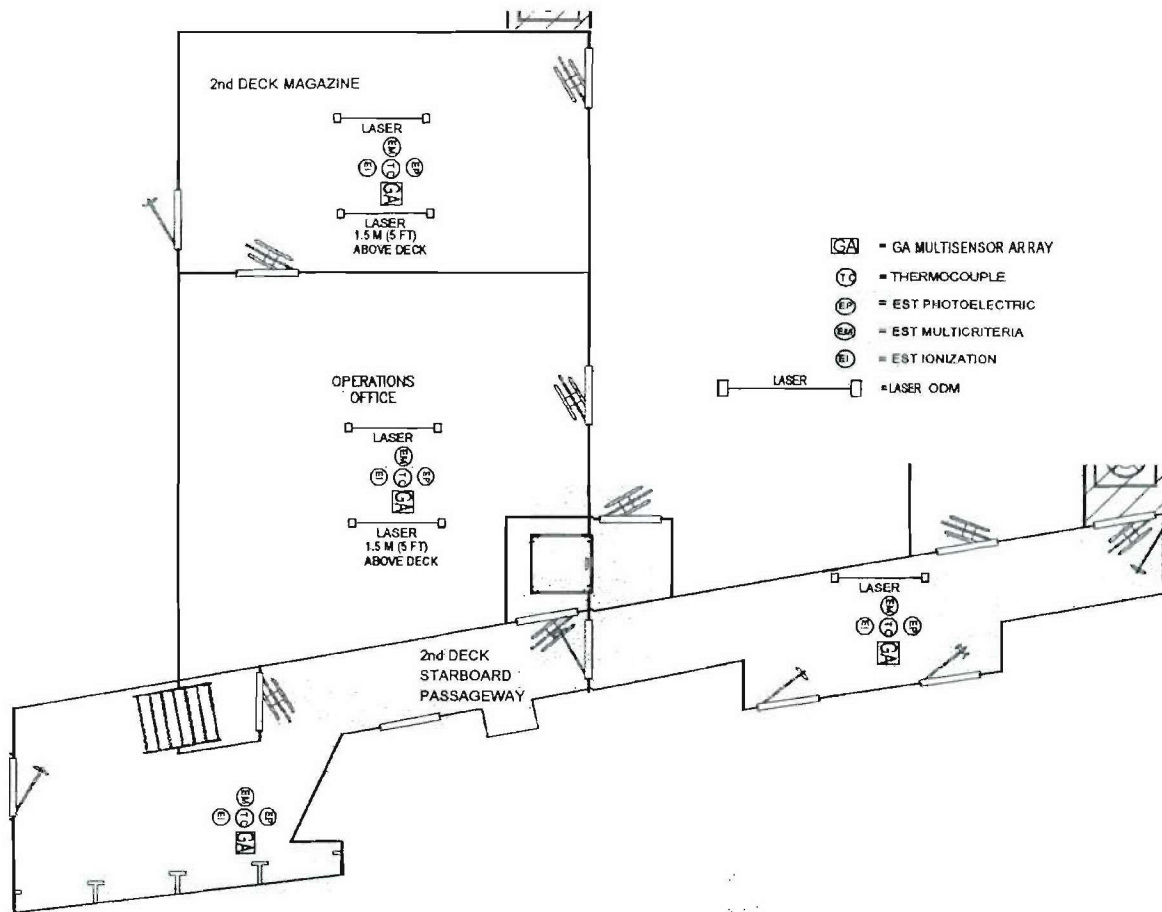 2nd DECK MAGAZINE
LASER
EM
EI TC EP
GA
LASER
1.5 M (5 FT)
ABOVE DECK
GA = GA MULTISENSOR ARRAY
TC = THERMOCOUPLE
EP = EST PHOTOELECTRIC
EM = EST MULTICRITERIA
EI = EST IONIZATION
LASER = LASER ODM
OPERATIONS
OFFICE
LASER
EM
EI TC EP
GA
LASER
1.5 M (5 FT)
ABOVE DECK
LASER
EM
EI TC EP
GA
2nd DECK
STARBOARD
PASSAGEWAY
EM
EI TC EP
GA